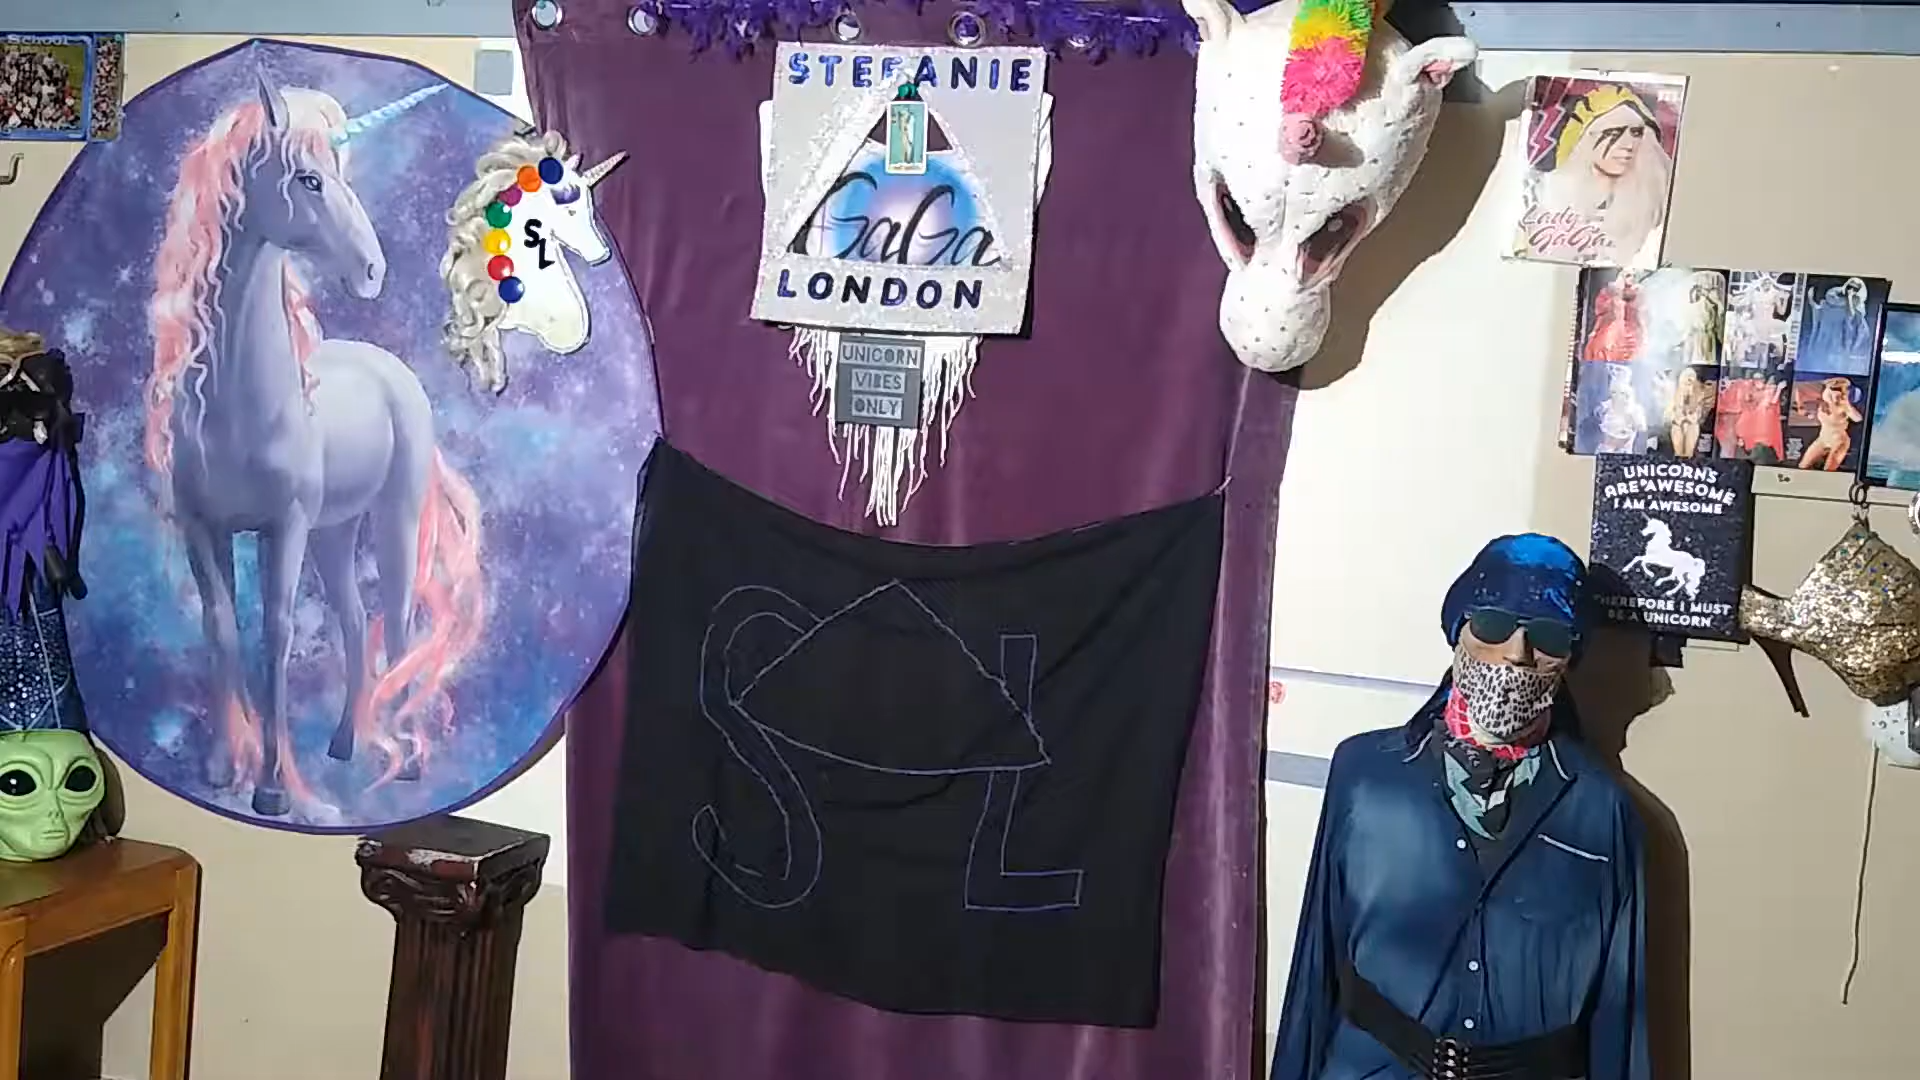 School
STEFANIE
GaGa
LONDON
UNICORN
VIBES
ONLY
SL
Lady
GaGa
UNICORNS
ARE AWESOME
I AM AWESOME
THEREFORE I MUST
BE A UNICORN
S L